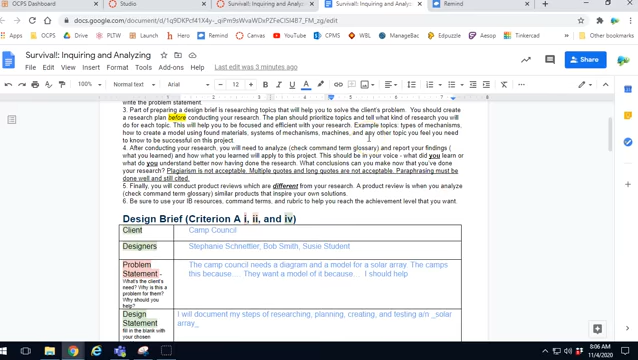 OCPS Dashboard
Studio
Survival!: Inquiring and Analyzing
Survival!: Inquiring and Analyzing
Remind
docs.google.com/document/d/1q9DKPcf41X4y-_qiPm9sWvaWDxPZFeCISI4B7_FM_zg/edit
OCPS
Drive
PLTW
Canvas
YouTube
WBL
OtherBac
Edpuzzle
Aesop
Tinkercad
Other bookmarks
Survival!: Inquiring and Analyzing
File Edit View Insert Format Tools Add-ons Help
Last edit was 3 minutes ago
Share
100% Normal text Arial 12
write the problem statement.
3. Part of preparing a design brief is researching topics that will help you to solve the client's problem. You should create
a research plan before conducting your research. The plan should prioritize topics and tell what kind of research you will
do for each topic. This will help you to be focused and efficient with your research. Example topics: types of mechanisms,
how to create a model using found materials, systems of mechanisms, machines, and any other topic you feel you need
to know to be successful on this project.
4. After conducting your research, you will need to analyze (check command term glossary) and report your findings (
what you learned) and how what you learned will apply to this project. This should be in your voice - what did you learn or
what do you understand better now having done the research. What conclusions can you make now that you've done
your research? Plagiarism is not acceptable. Multiple quotes and long quotes are not acceptable. Paraphrasing must be
done well and still cited.
5. Finally, you will conduct product reviews which are different from your research. A product review is when you analyze
(check command term glossary) similar products that inspire your own solutions.
6. Be sure to use your IB resources, command terms, and rubric to help you reach the achievement level that you want.
Design Brief (Criterion A i, ii, and iv)
Client
Camp Council
Designers
Stephanie Schnettler, Bob Smith, Susie Student
Problem
Statement -
What's the client's
need? Why is this a
problem for them?
Why should you
help?
The camp council needs a diagram and a model for a solar array. The camps
this because.... They want a model of it because.... I should help
Design
Statement
fill in the blank with
your chosen
I will document my steps of researching, planning, creating, and testing a/n _solar
array_
8:06 AM
11/4/2020